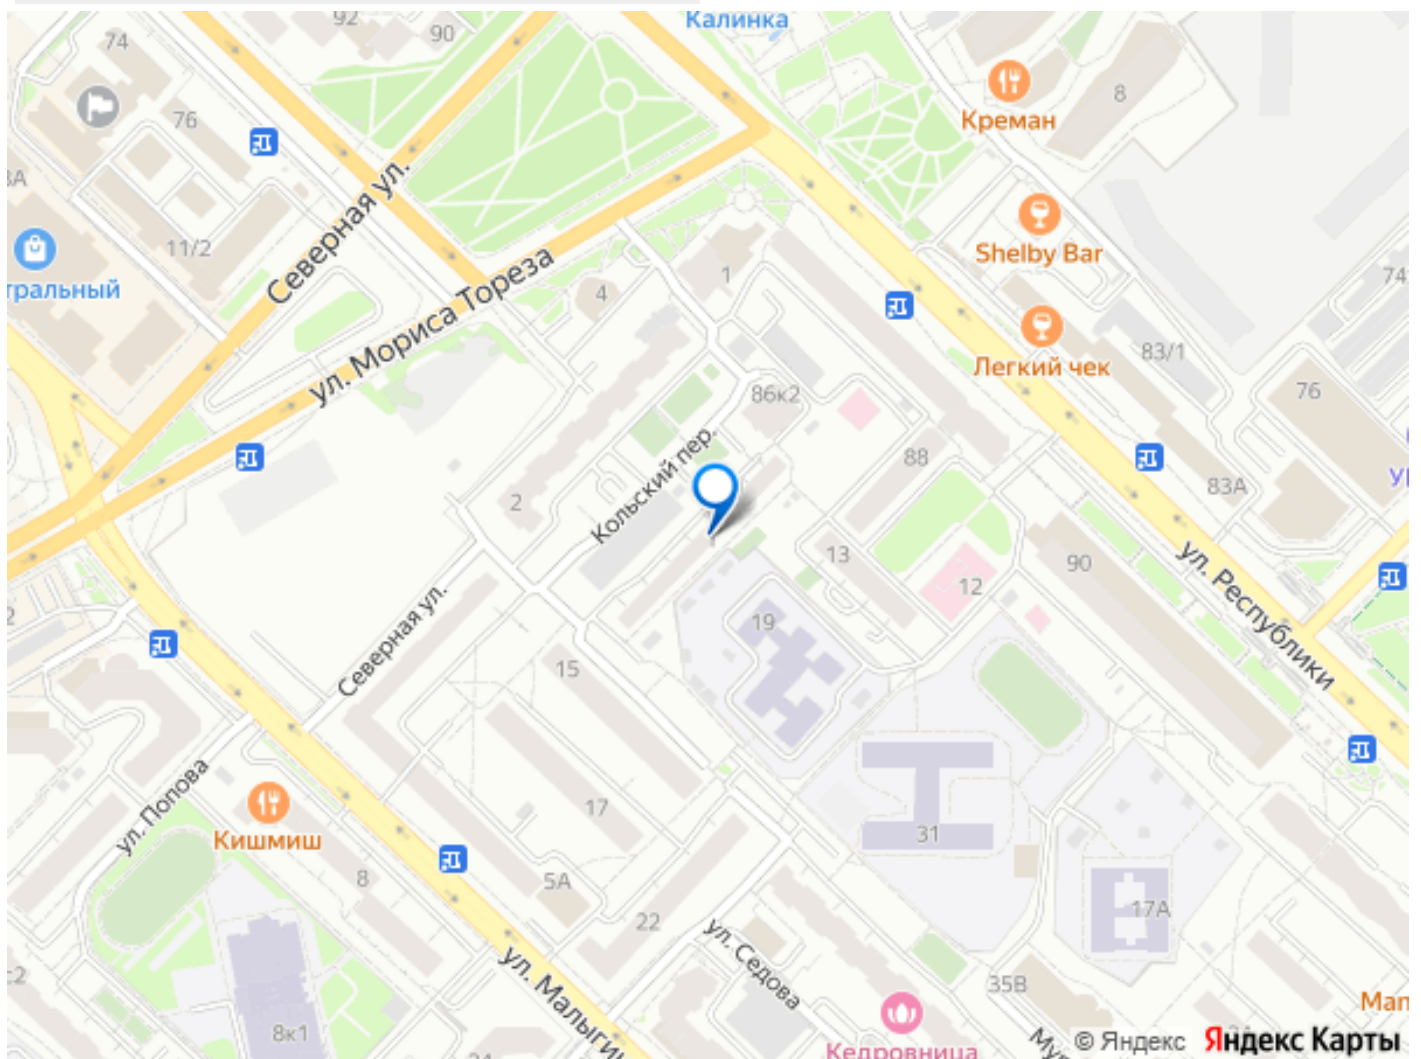 92
90
Калинка
74
76
Креман
8
Северная ул.
11/2
тральный
ул. Мориса Тореза
1
4
Shelby Bar
74
Легкий чек
83/1
76
86к2
88
83А
Кольский пер.
2
13
90
ул. Республики
12
19
Северная ул.
15
ул. Попова
17
31
Кишмиш
8
5А
22
17А
ул. Седова
ул. Малыги
35В
8к1
Кедровница
Мур
Man
© Яндекс Яндекс Карты